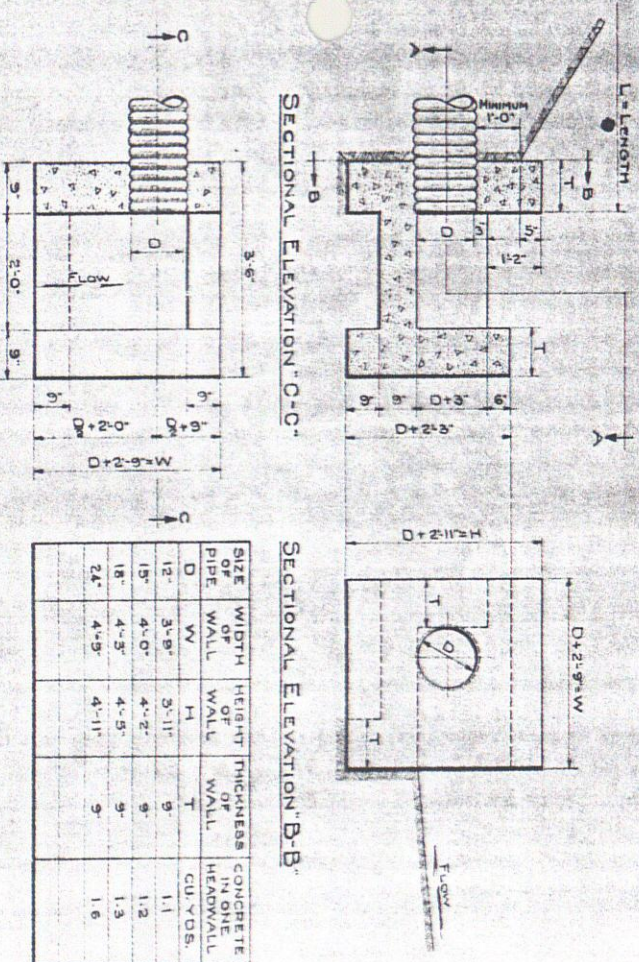 L = LENGTH
A
B
T
MINIMUM
1'-0"
D
3"
5"
1'-2"
T
B
9"
9"
D+3"
6"
D+2'-3"
A
SECTIONAL ELEVATION "C-C"
D+2'-9"=W
D+2'-11"=H
T
D
T
FLOW
SECTIONAL ELEVATION "B-B"
C
3'-6"
D
FLOW
9"
2'-0"
9"
9"
9"
D/2+2'-0"
D/2+9"
D+2'-9"=W
C
SIZE OF PIPE WIDTH OF WALL HEIGHT OF WALL THICKNESS OF WALL CONCRETE IN ONE HEADWALL
D W H T CU. YDS.
12" 3'-9" 3'-11" 9" 1.1
15" 4'-0" 4'-2" 9" 1.2
18" 4'-3" 4'-5" 9" 1.3
24" 4'-9" 4'-11" 9" 1.6